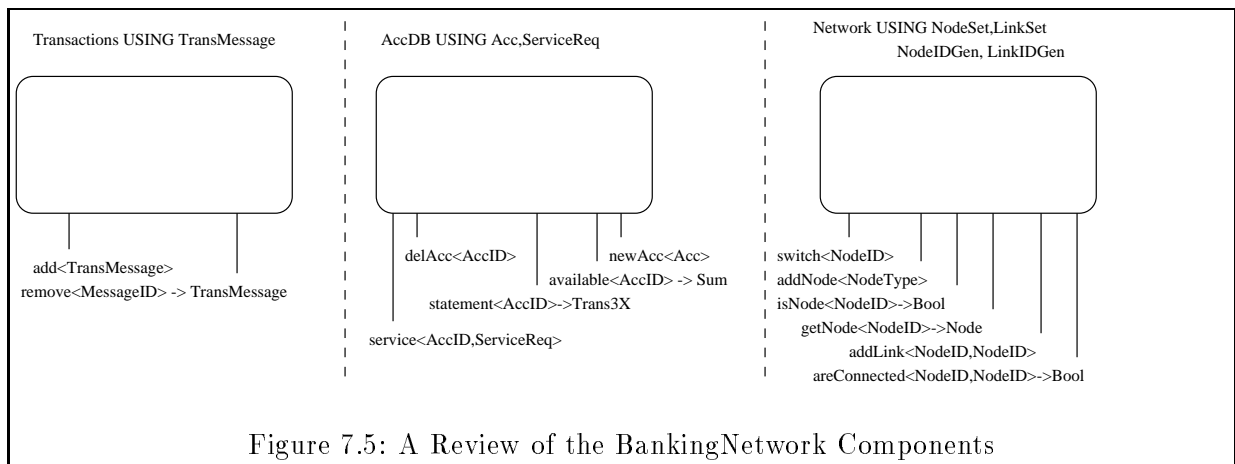 Transactions USING TransMessage
add<TransMessage>
remove<MessageID> -> TransMessage
AccDB USING Acc,ServiceReq
delAcc<AccID>
newAcc<Acc>
available<AccID> -> Sum
statement<AccID>->Trans3X
service<AccID,ServiceReq>
Network USING NodeSet,LinkSet
NodeIDGen, LinkIDGen
switch<NodeID>
addNode<NodeType>
isNode<NodeID>->Bool
getNode<NodeID>->Node
addLink<NodeID,NodeID>
areConnected<NodeID,NodeID>->Bool
Figure 7.5: A Review of the BankingNetwork Components